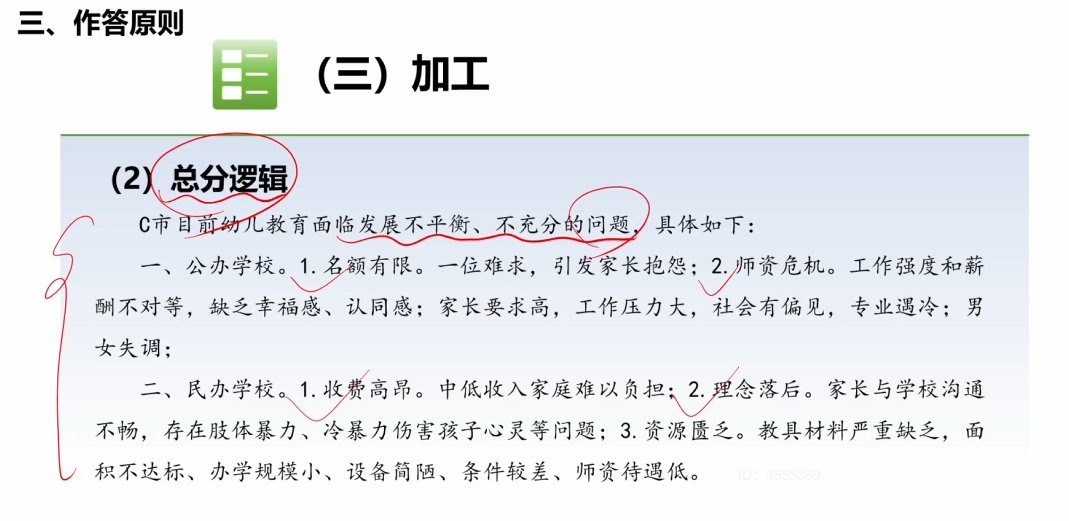 三、作答原则
（三）加工
（2）总分逻辑
C市目前幼儿教育面临发展不平衡、不充分的问题，具体如下：
一、公办学校。1.名额有限。一位难求，引发家长抱怨；2.师资危机。工作强度和薪
酬不对等，缺乏幸福感、认同感；家长要求高，工作压力大，社会有偏见，专业遇冷；男
女失调；
二、民办学校。1.收费高昂。中低收入家庭难以负担；2.理念落后。家长与学校沟通
不畅，存在肢体暴力、冷暴力伤害孩子心灵等问题；3.资源匮乏。教具材料严重缺乏，面
积不达标、办学规模小、设备简陋、条件较差、师资待遇低。
ID：3555369